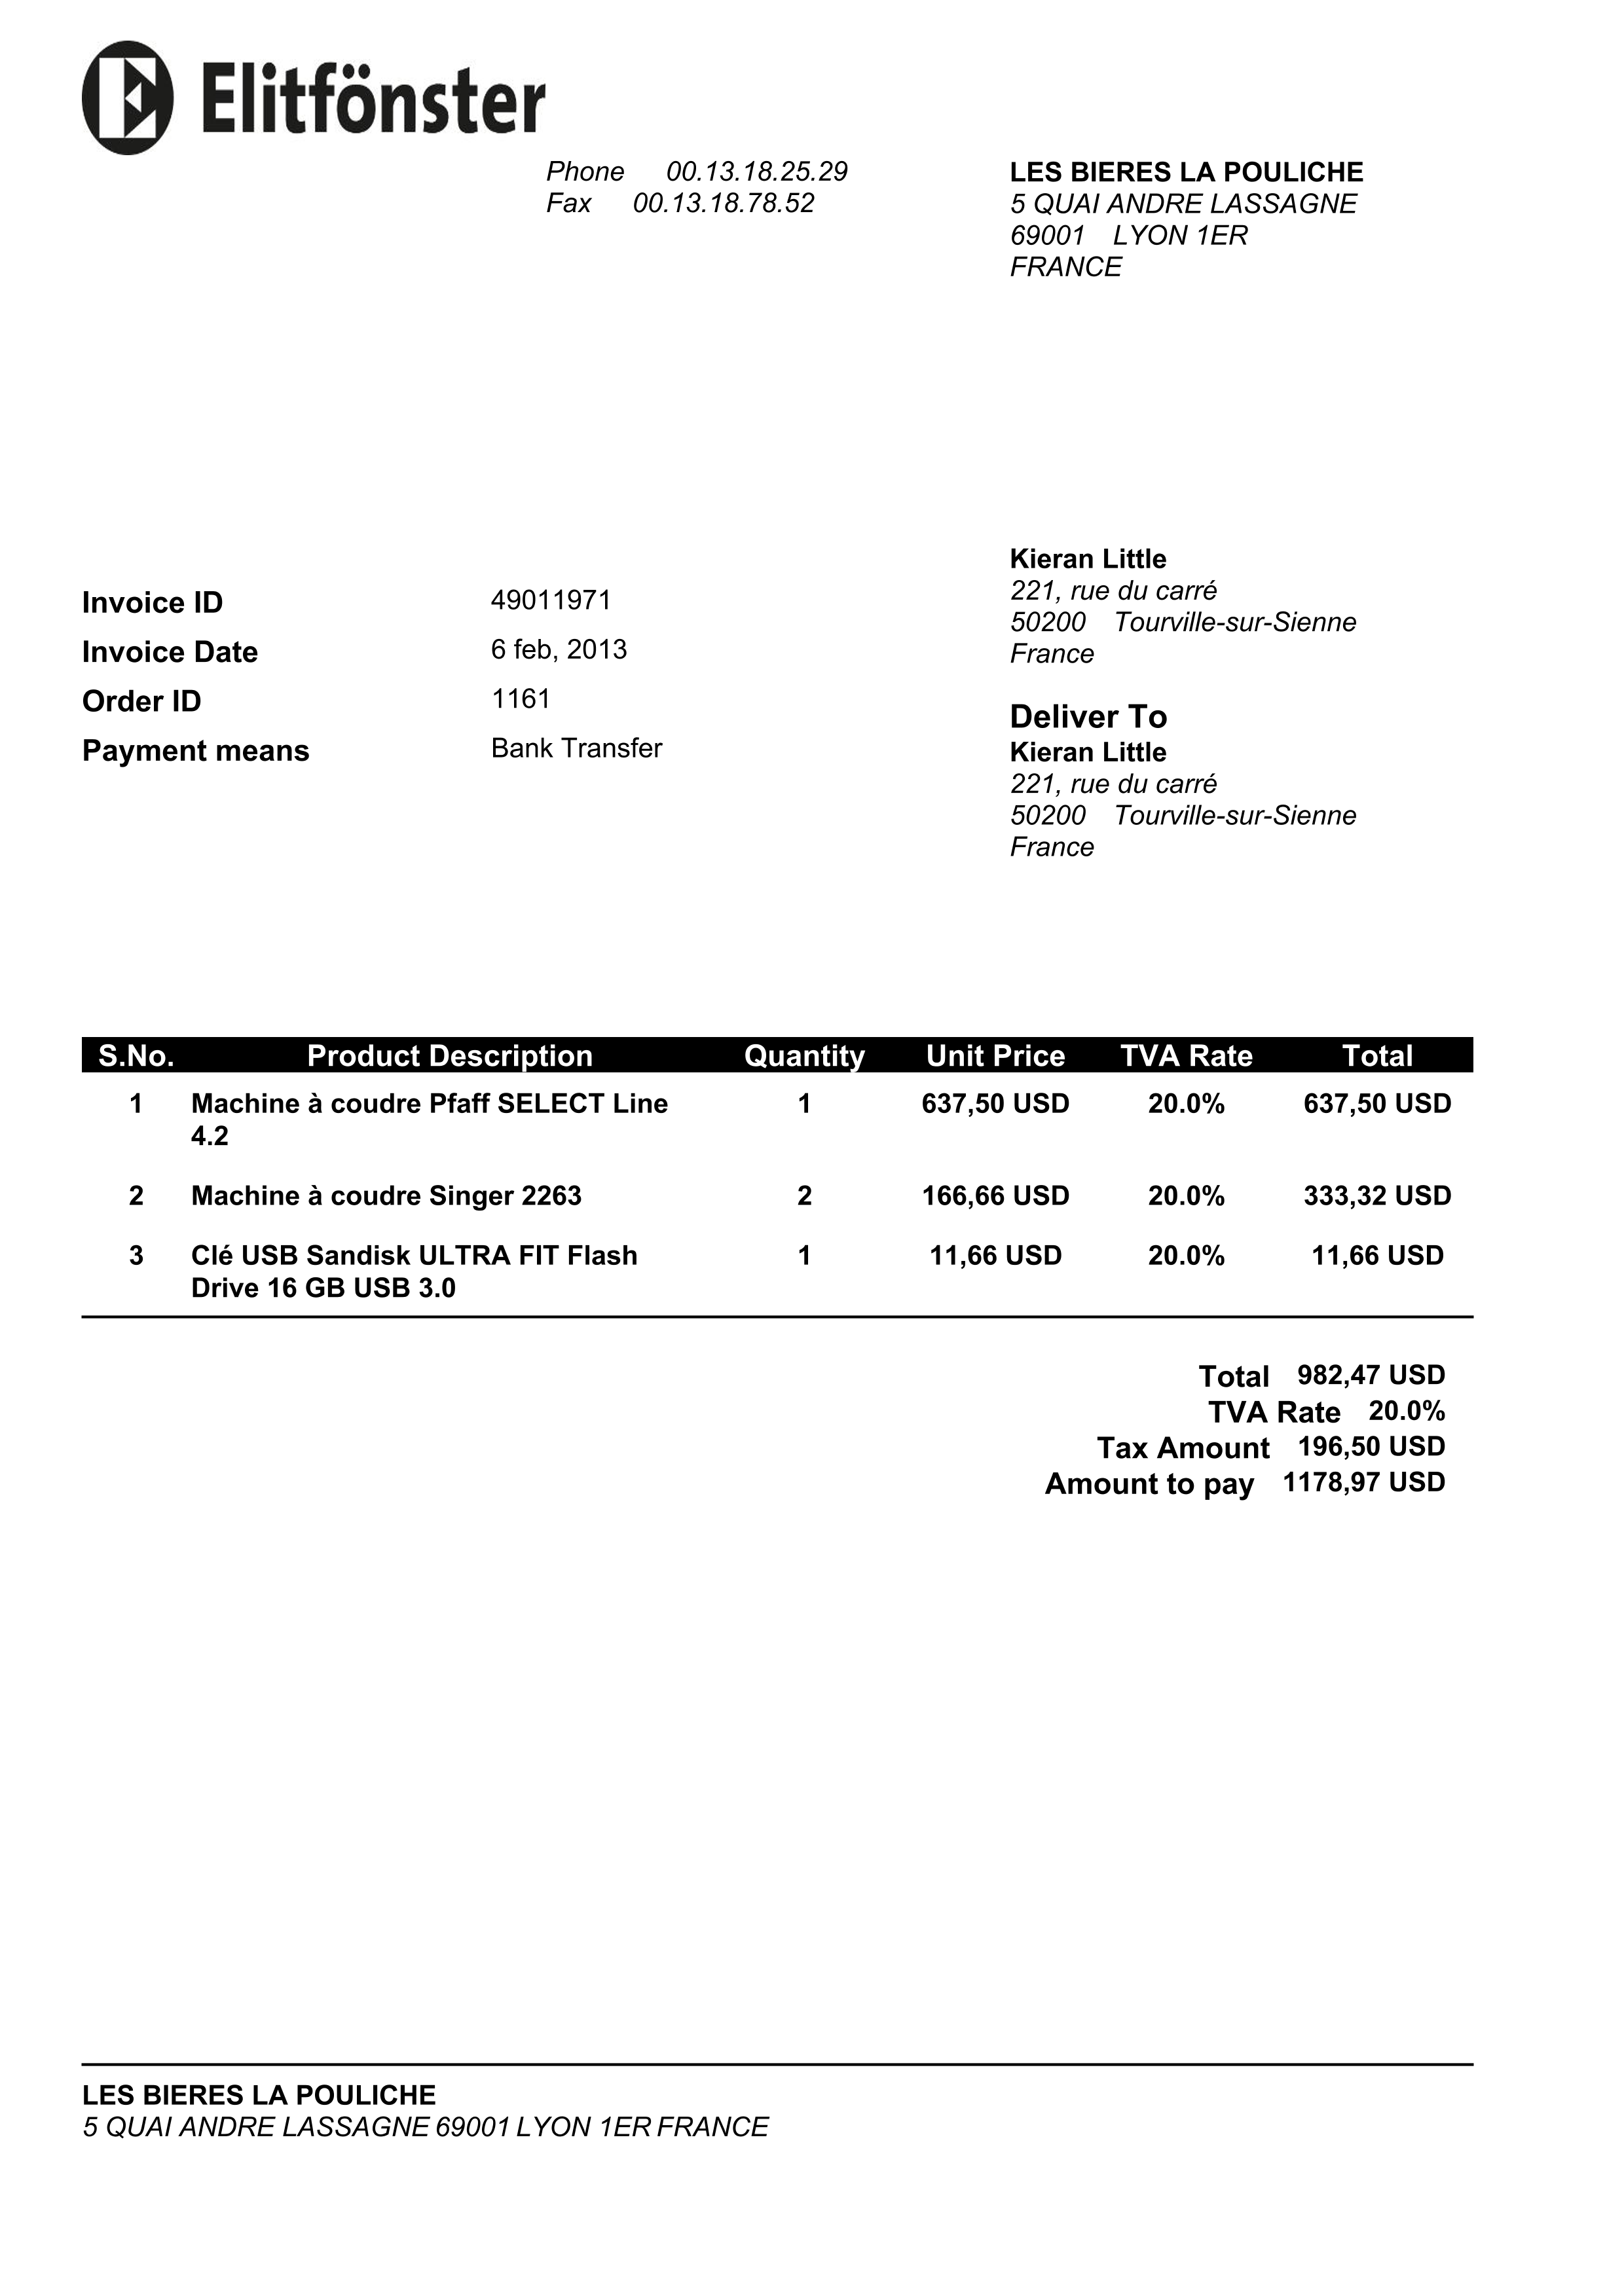 Elitfönster
Phone 00.13.18.25.29
Fax 00.13.18.78.52
LES BIERES LA POULICHE
5 QUAI ANDRE LASSAGNE
69001 LYON 1ER
FRANCE
Invoice ID 49011971
Invoice Date 6 feb, 2013
Order ID 1161
Payment means Bank Transfer
Kieran Little
221, rue du carré
50200 Tourville-sur-Sienne
France
Deliver To
Kieran Little
221, rue du carré
50200 Tourville-sur-Sienne
France
S.No. Product Description Quantity Unit Price TVA Rate Total
1 Machine à coudre Pfaff SELECT Line 1 637,50 USD 20.0% 637,50 USD
4.2
2 Machine à coudre Singer 2263 2 166,66 USD 20.0% 333,32 USD
3 Clé USB Sandisk ULTRA FIT Flash 1 11,66 USD 20.0% 11,66 USD
Drive 16 GB USB 3.0
Total 982,47 USD
TVA Rate 20.0%
Tax Amount 196,50 USD
Amount to pay 1178,97 USD
LES BIERES LA POULICHE
5 QUAI ANDRE LASSAGNE 69001 LYON 1ER FRANCE